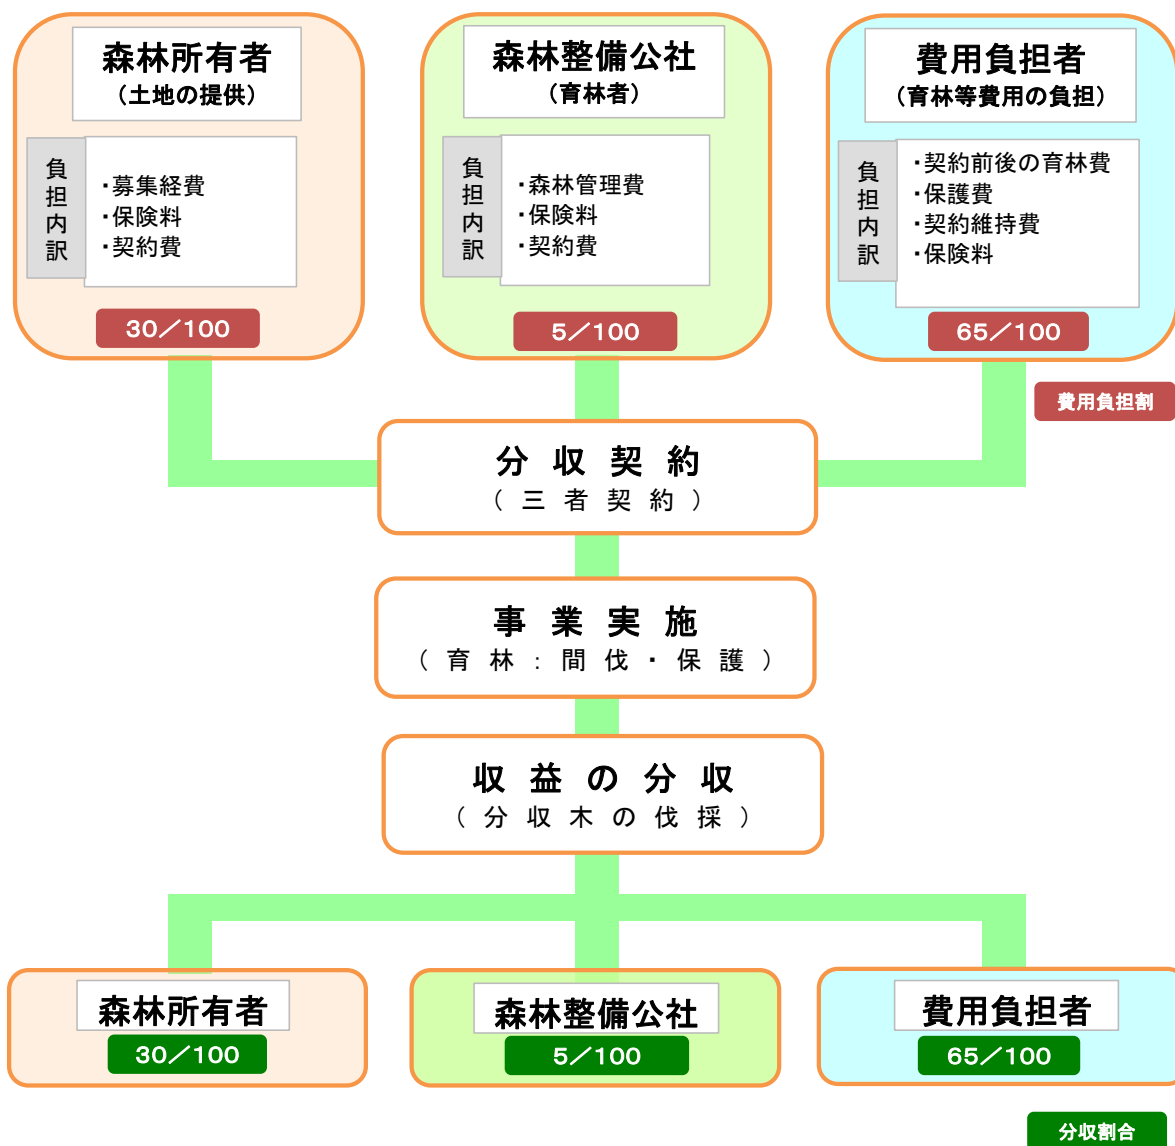 森林所有者
（土地の提供）
負担内訳
・募集経費
・保険料
・契約費
30／100
森林整備公社
（育林者）
負担内訳
・森林管理費
・保険料
・契約費
5／100
費用負担者
（育林等費用の負担）
負担内訳
・契約前後の育林費
・保護費
・契約維持費
・保険料
65／100
費用負担割
分収契約
（三者契約）
事業実施
（育林：間伐・保護）
収益の分収
（分収木の伐採）
森林所有者
30／100
森林整備公社
5／100
費用負担者
65／100
分収割合